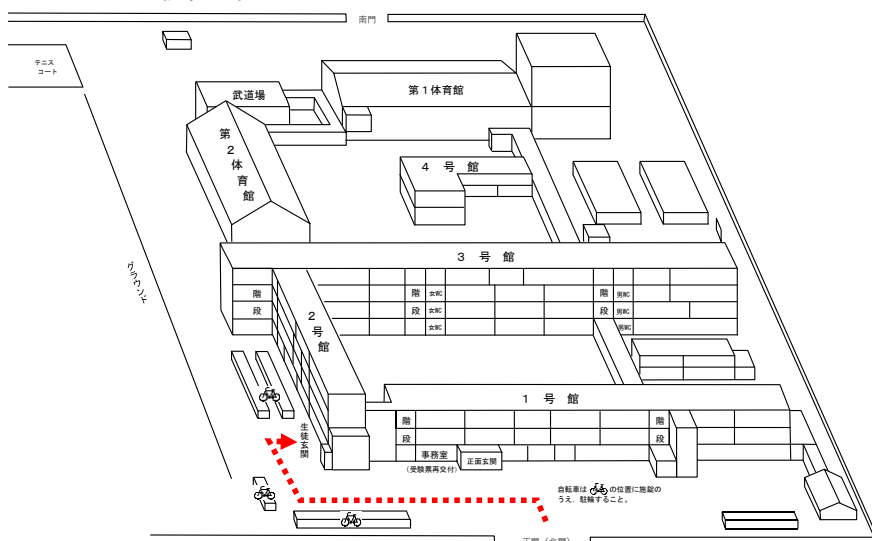 南門
テニス
コート
武道場
第１体育館
第２体育館
４号館
グラウンド
３号館
階
段
女WC
女WC
女WC
階
段
階
段
男WC
男WC
男WC
２号館
１号館
生徒玄関
階
段
事務室
(受験票再交付)
正面玄関
階
段
自転車は の位置に施錠の
うえ，駐輪すること。
正門（北門）